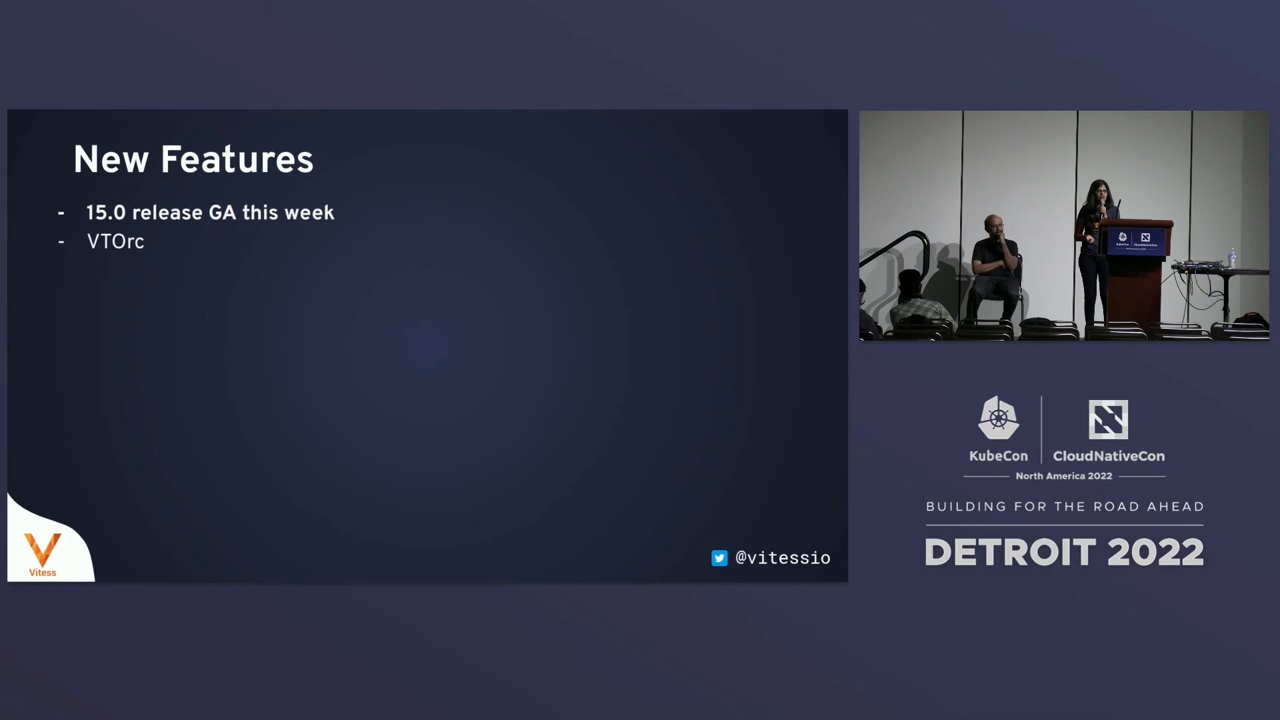 New Features
- 15.0 release GA this week
- VTOrc
Vitess
@vitessio
KubeCon
CloudNativeCon
North America 2022
BUILDING FOR THE ROAD AHEAD
DETROIT 2022